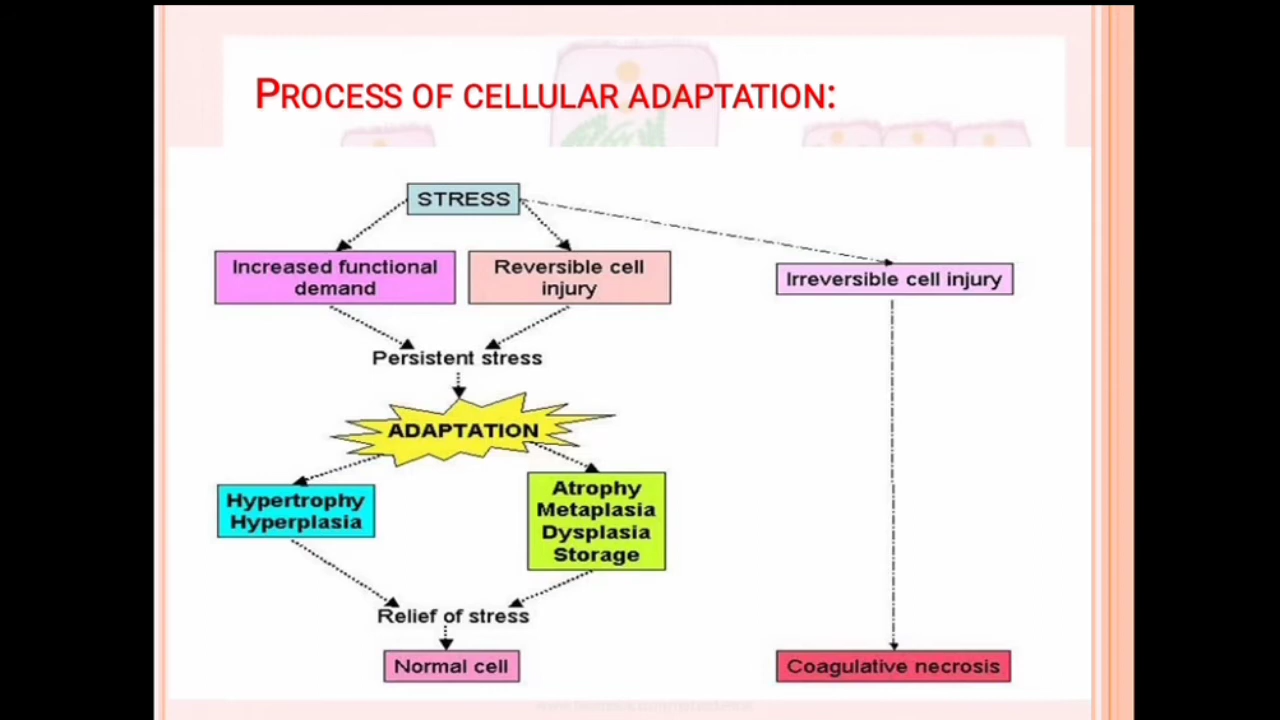 PROCESS OF CELLULAR ADAPTATION:
STRESS
Increased functional
demand
Reversible cell
injury
Irreversible cell injury
Persistent stress
ADAPTATION
Hypertrophy
Hyperplasia
Atrophy
Metaplasia
Dysplasia
Storage
Relief of stress
Normal cell
Coagulative necrosis